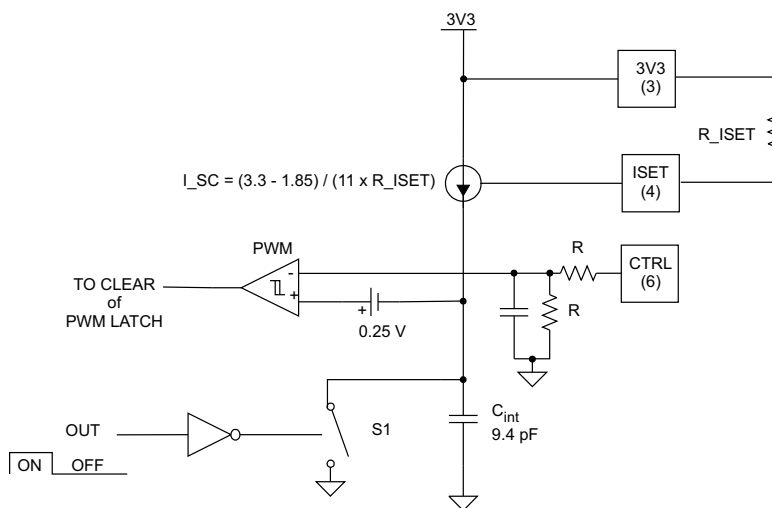 3V3
3V3
(3)
R_ISET
I_SC = (3.3 - 1.85) / (11 x R_ISET)
ISET
(4)
PWM
R
CTRL
(6)
-
+
TO CLEAR
of
PWM LATCH
+
0.25 V
R
OUT
S1
Cint
9.4 pF
ON OFF